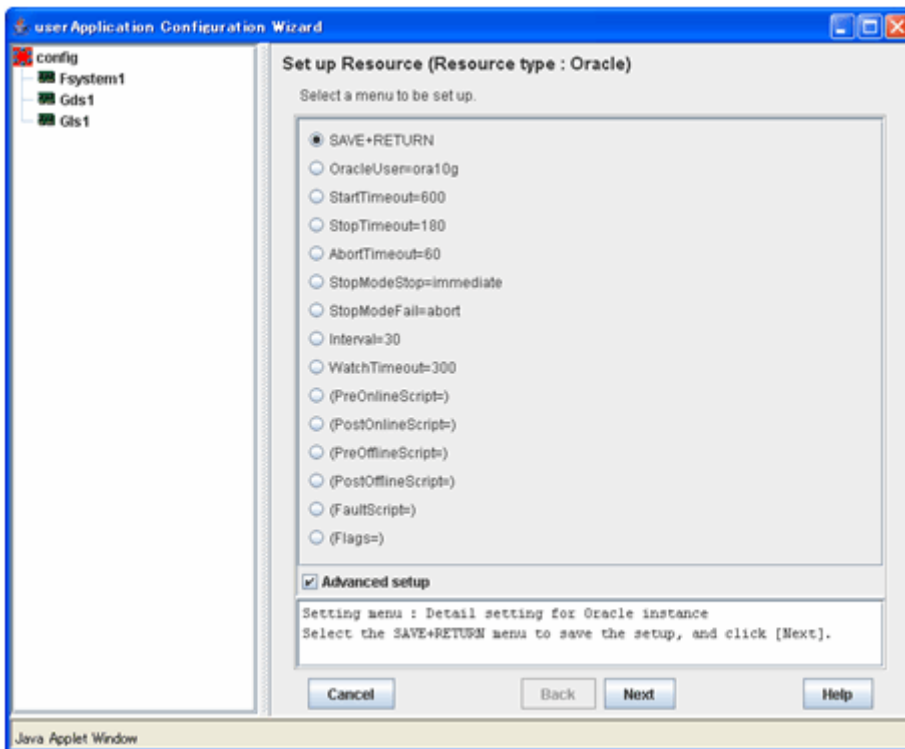 userApplication Configuration Wizard
config
Fsystem1
Gds1
Gls1
Set up Resource (Resource type : Oracle)
Select a menu to be set up.
SAVE+RETURN
OracleUser=ora10g
StartTimeout=600
StopTimeout=180
AbortTimeout=60
StopModeStop=immediate
StopModeFail=abort
Interval=30
WatchTimeout=300
(PreOnlineScript=)
(PostOnlineScript=)
(PreOfflineScript=)
(PostOfflineScript=)
(FaultScript=)
(Flags=)
Advanced setup
Setting menu : Detail setting for Oracle instance
Select the SAVE+RETURN menu to save the setup, and click [Next].
Cancel Back Next Help
Java Applet Window